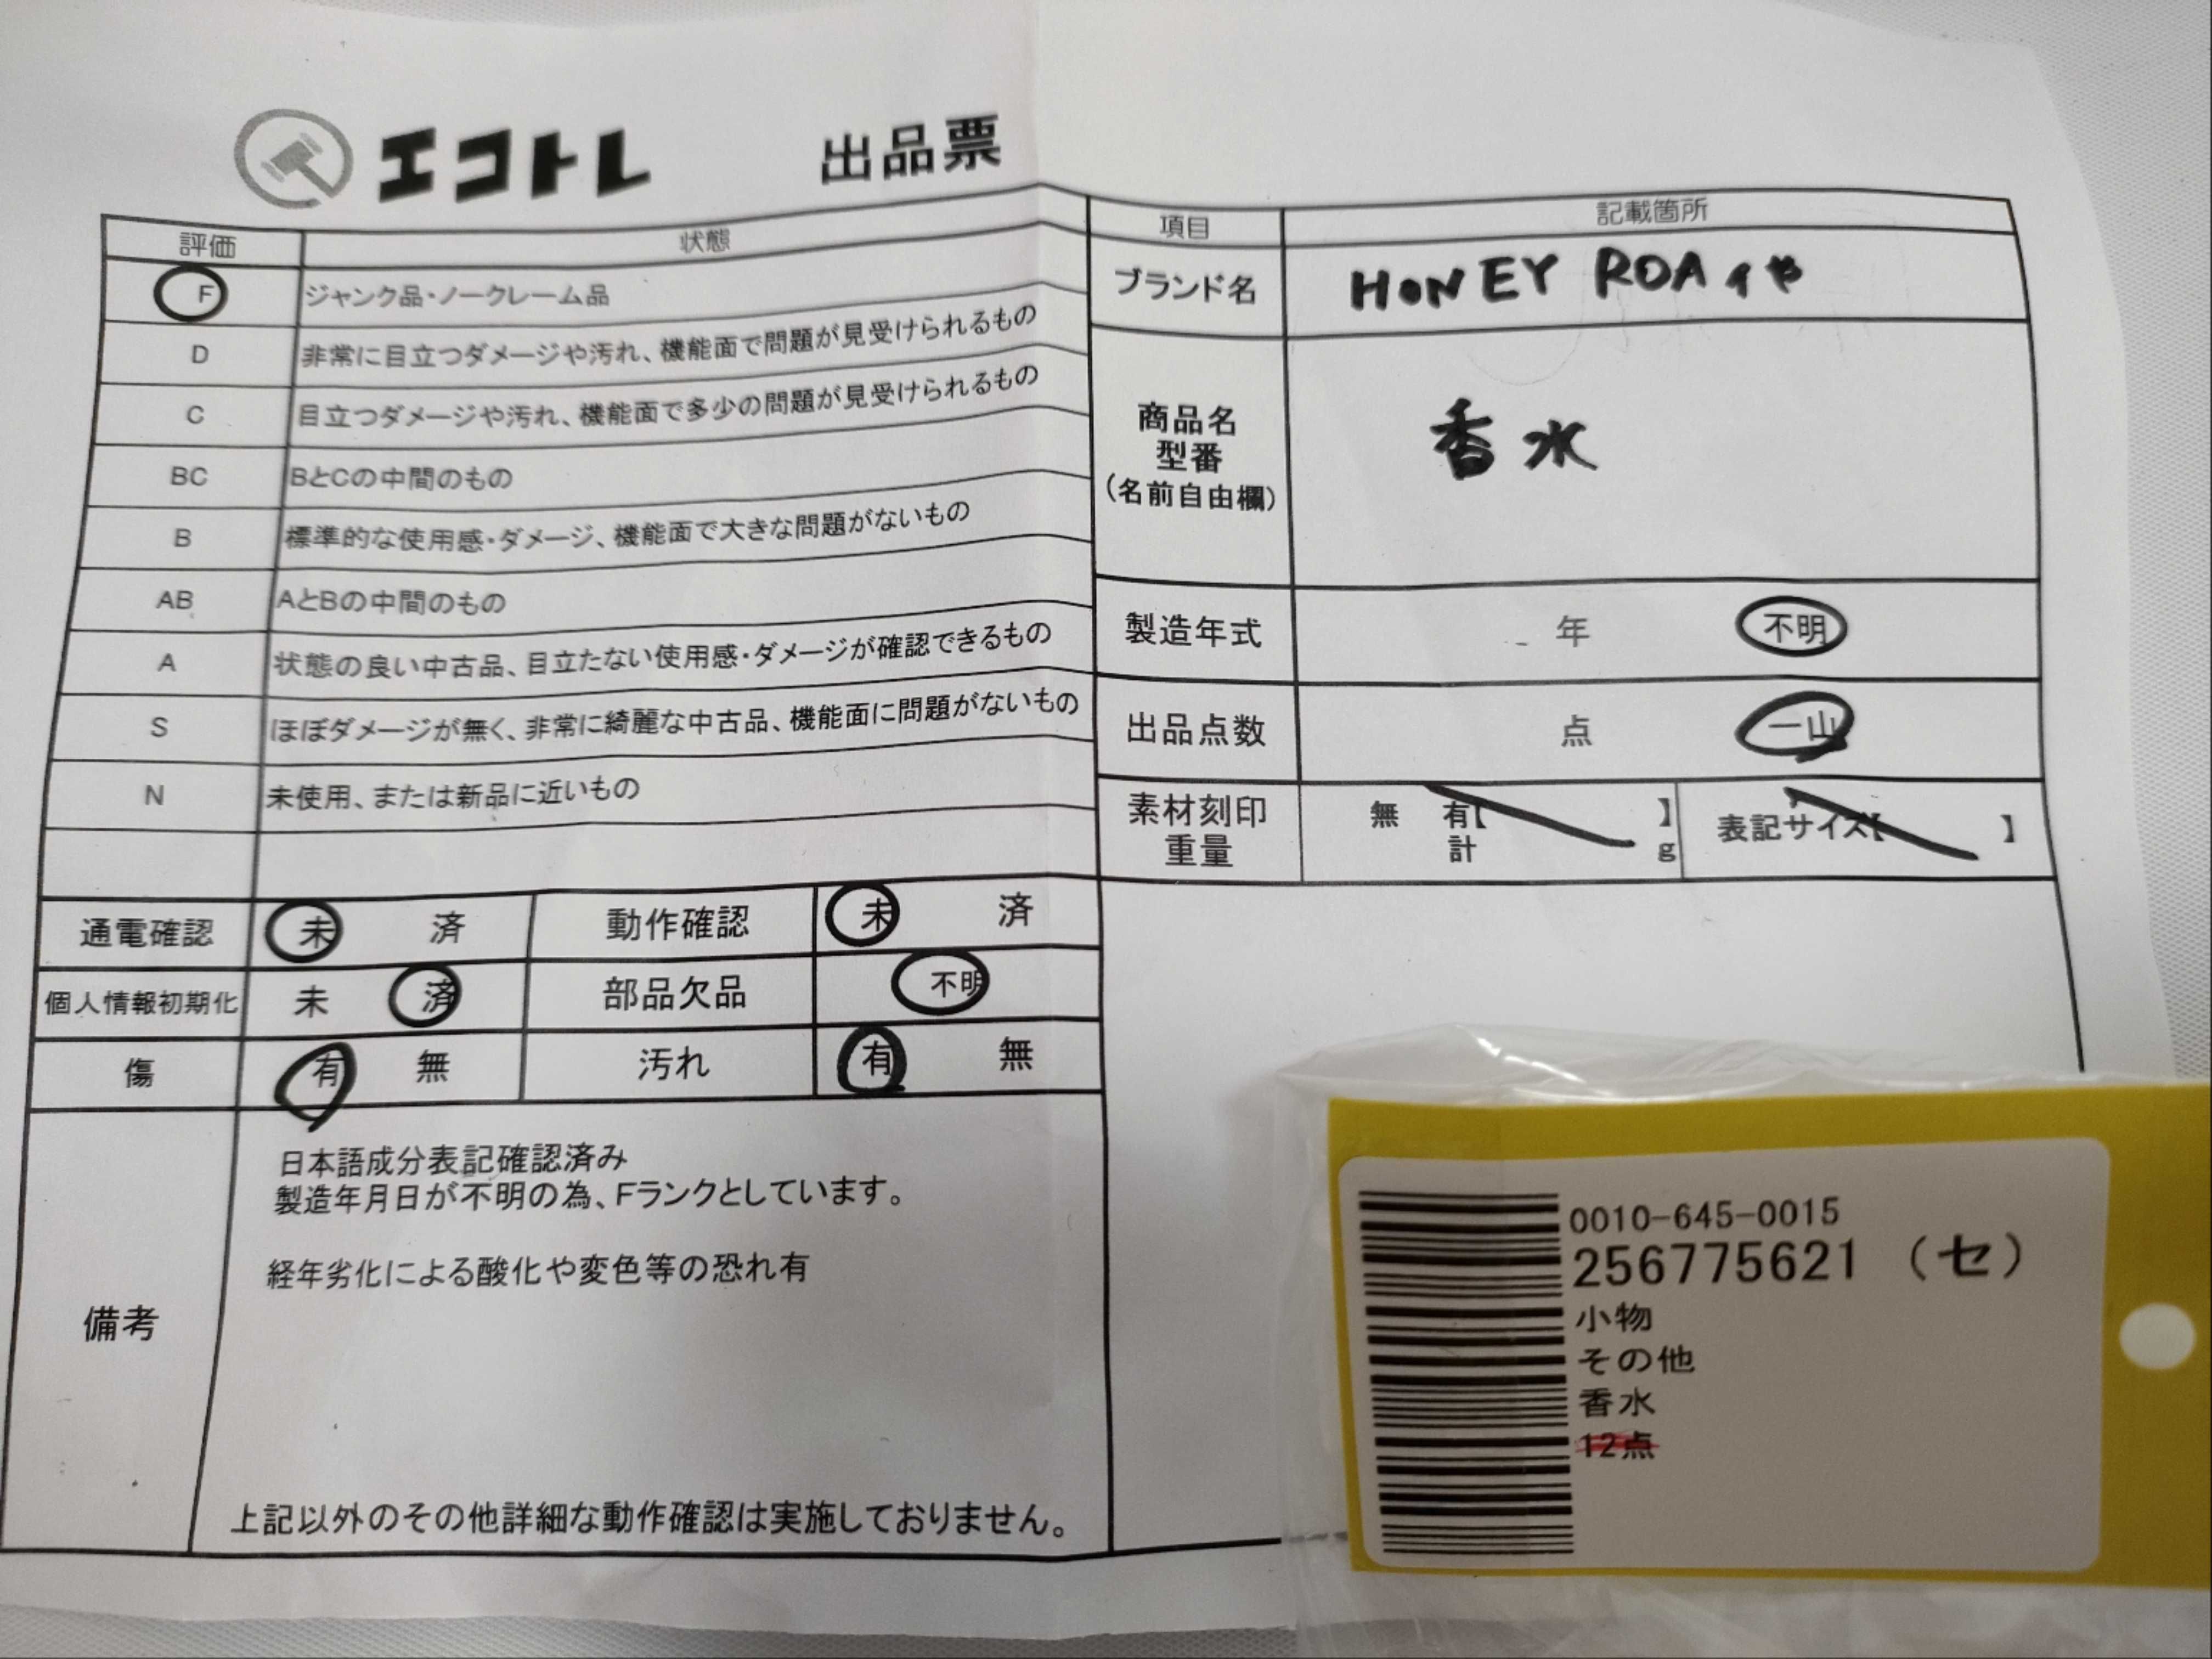 エコトレ 出品票
評価 状態
F ジャンク品・ノークレーム品
D 非常に目立つダメージや汚れ、機能面で問題が見受けられるもの
C 目立つダメージや汚れ、機能面で多少の問題が見受けられるもの
BC BとCの中間のもの
B 標準的な使用感・ダメージ、機能面で大きな問題がないもの
AB AとBの中間のもの
A 状態の良い中古品、目立たない使用感・ダメージが確認できるもの
S ほぼダメージが無く、非常に綺麗な中古品、機能面に問題がないもの
N 未使用、または新品に近いもの
項目 記載箇所
ブランド名 HONEY ROA
商品名
型番
(名前自由欄)
香水
製造年式 年 不明
出品点数 点 一山
素材刻印 無 有【 】 表記サイズ【 】
重量 計 g
通電確認 未 済 動作確認 未 済
個人情報初期化 未 済 部品欠品 不明
傷 有 無 汚れ 有 無
備考
日本語成分表記確認済み
製造年月日が不明の為、Fランクとしています。
経年劣化による酸化や変色等の恐れ有
上記以外のその他詳細な動作確認は実施しておりません。
0010-645-0015
256775621 (セ)
小物
その他
香水
12点